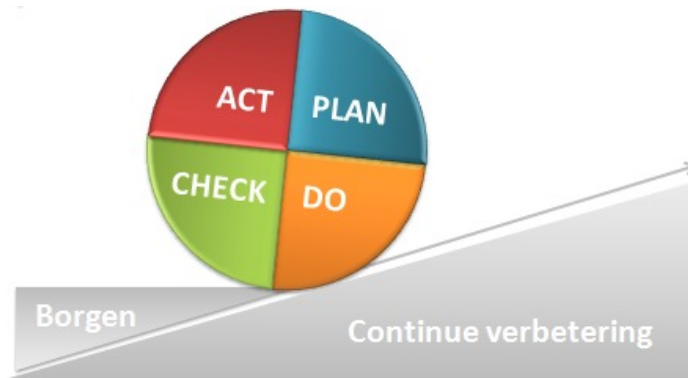 ACT
PLAN
CHECK
DO
Borgen
Continue verbetering